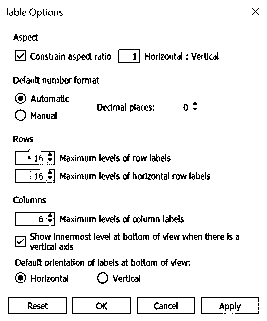 Table Options
Aspect
Constrain aspect ratio 1 Horizontal : Vertical
Default number format
Automatic
Decimal places: 0
Manual
Rows
16 Maximum levels of row labels
16 Maximum levels of horizontal row labels
Columns
6 Maximum levels of column labels
Show innermost level at bottom of view when there is a
vertical axis
Default orientation of labels at bottom of view:
Horizontal Vertical
Reset OK Cancel Apply